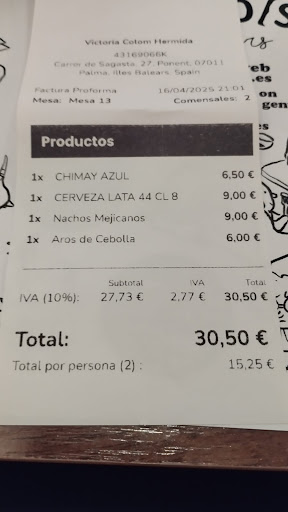 Victoria Colom Hermida
43169066K
Carrer de Sagasta, 27, Ponent, 07011
Palma, Illes Balears, Spain
Factura Proforma 16/04/2025 21:01
Mesa: Mesa 13 Comensales: 2
Productos
1x CHIMAY AZUL 6,50 €
1x CERVEZA LATA 44 CL 8 9,00 €
1x Nachos Mejicanos 9,00 €
1x Aros de Cebolla 6,00 €
Subtotal IVA Total
IVA (10%): 27,73 € 2,77 € 30,50 €
Total: 30,50 €
Total por persona (2) : 15,25 €